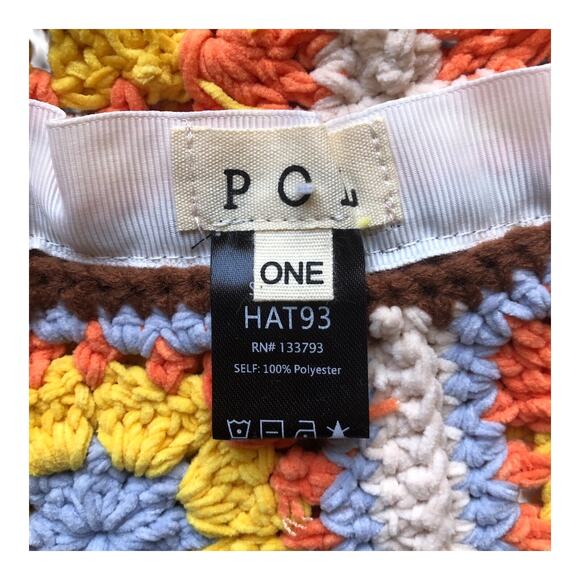 P O L
ONE
HAT93
RN# 133793
SELF: 100% Polyester